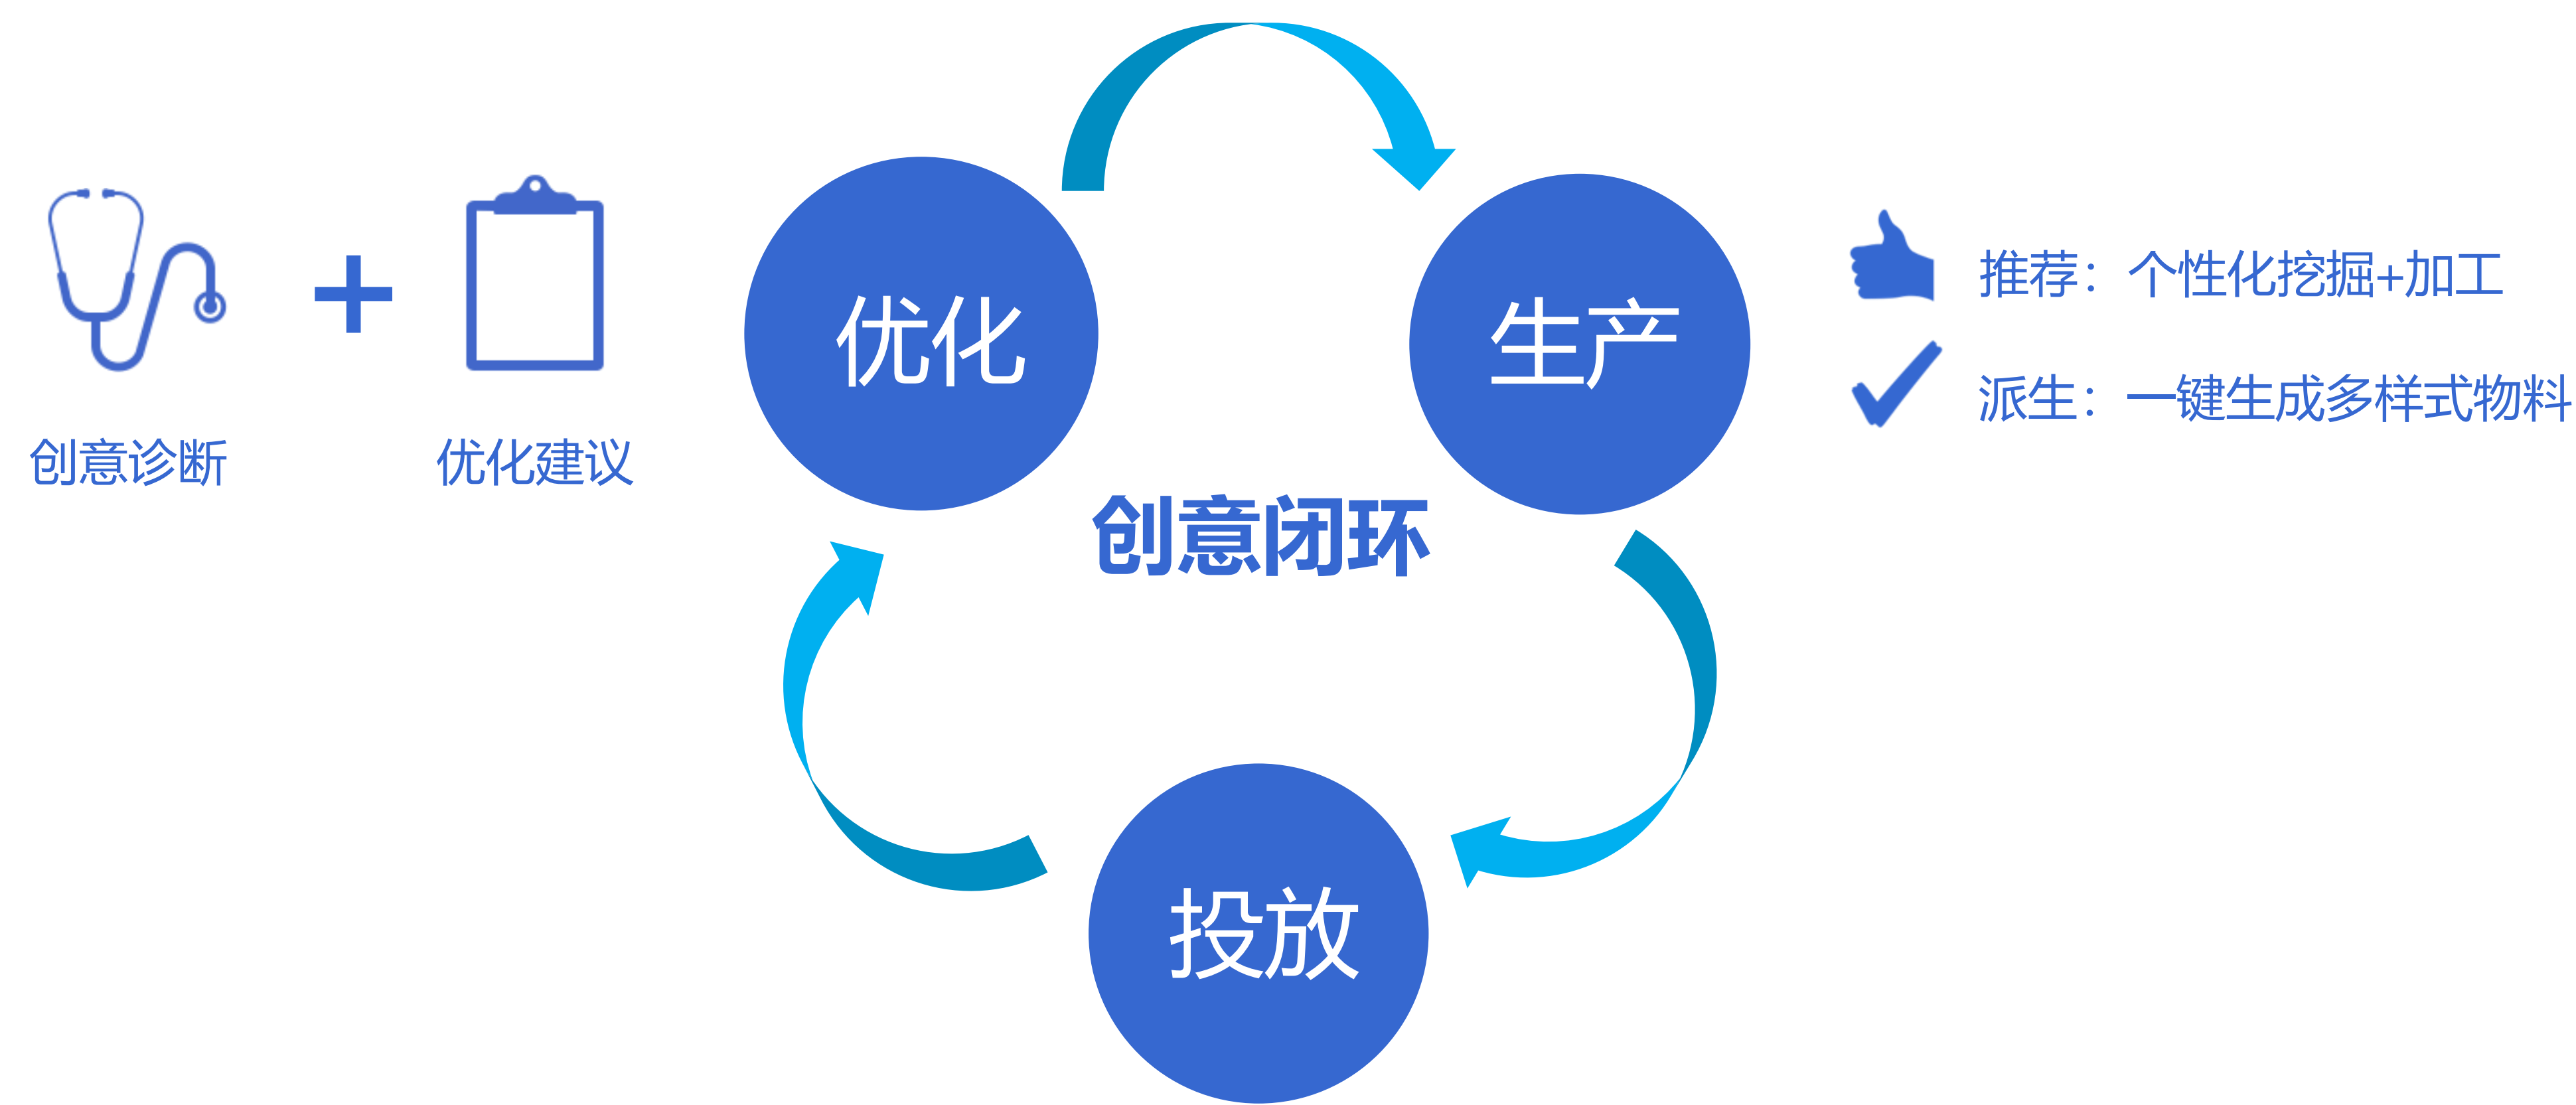 优化
生产
推荐：个性化挖掘+加工
派生：一键生成多样式物料
创意诊断
+
优化建议
创意闭环
投放